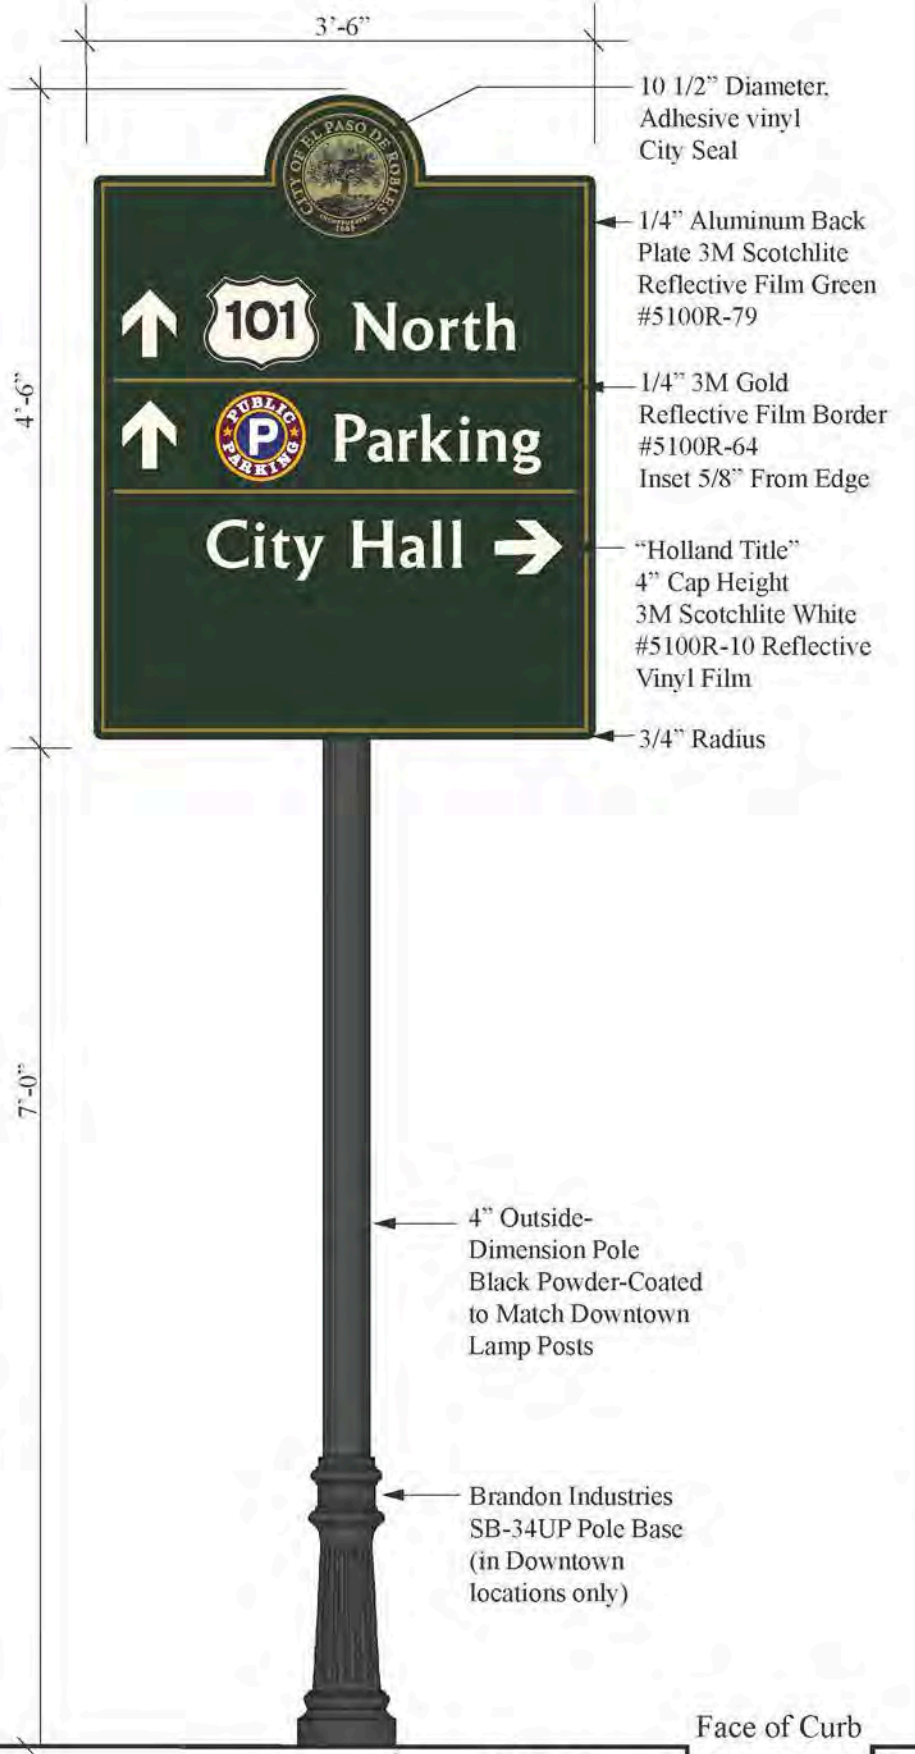 3'-6”
10 1/2” Diameter,
Adhesive vinyl
City Seal
CITY OF EL PASO DE ROBLES
INCORPORATED
1889
1/4” Aluminum Back
Plate 3M Scotchlite
Reflective Film Green
#5100R-79
101 North
1/4” 3M Gold
Reflective Film Border
#5100R-64
Inset 5/8” From Edge
4'-6”
PUBLIC
P
PARKING
Parking
City Hall
“Holland Title”
4” Cap Height
3M Scotchlite White
#5100R-10 Reflective
Vinyl Film
3/4” Radius
7'-0”
4” Outside-
Dimension Pole
Black Powder-Coated
to Match Downtown
Lamp Posts
Brandon Industries
SB-34UP Pole Base
(in Downtown
locations only)
Face of Curb